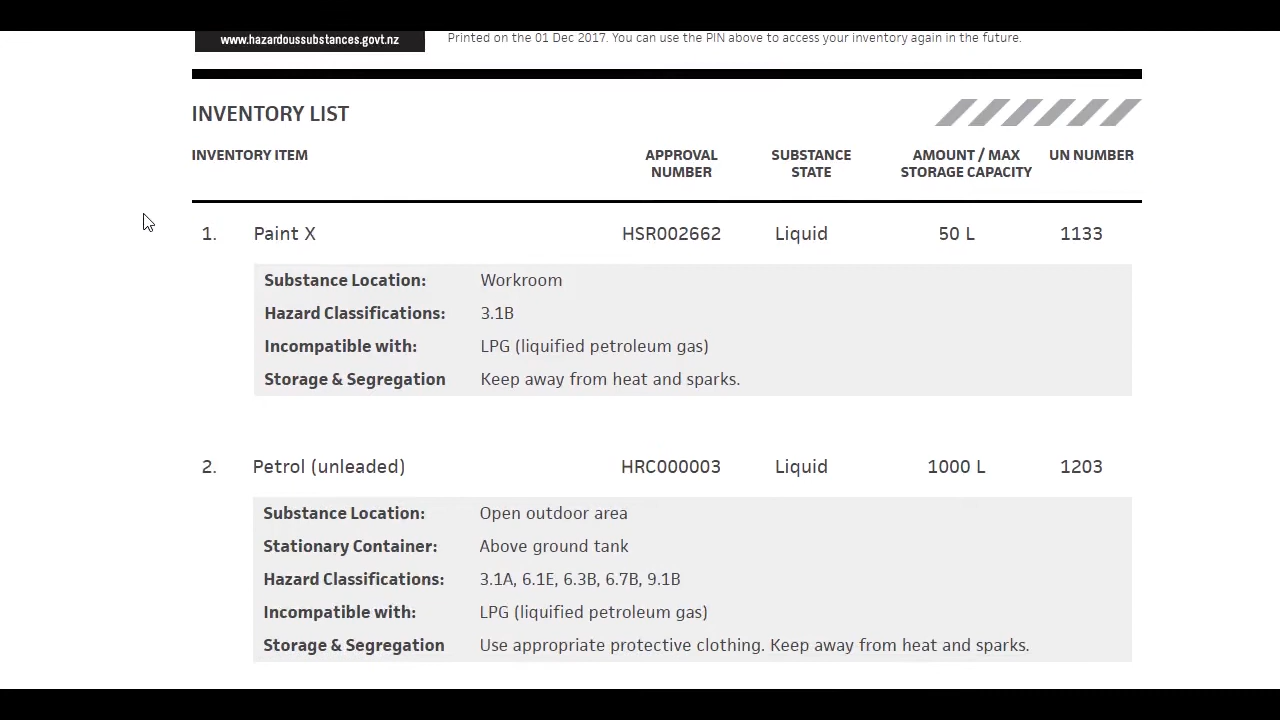 www.hazardoussubstances.govt.nz
Printed on the 01 Dec 2017. You can use the PIN above to access your inventory again in the future.
INVENTORY LIST
INVENTORY ITEM APPROVAL NUMBER SUBSTANCE STATE AMOUNT / MAX STORAGE CAPACITY UN NUMBER
1. Paint X HSR002662 Liquid 50 L 1133
Substance Location: Workroom
Hazard Classifications: 3.1B
Incompatible with: LPG (liquified petroleum gas)
Storage & Segregation Keep away from heat and sparks.
2. Petrol (unleaded) HRC000003 Liquid 1000 L 1203
Substance Location: Open outdoor area
Stationary Container: Above ground tank
Hazard Classifications: 3.1A, 6.1E, 6.3B, 6.7B, 9.1B
Incompatible with: LPG (liquified petroleum gas)
Storage & Segregation Use appropriate protective clothing. Keep away from heat and sparks.